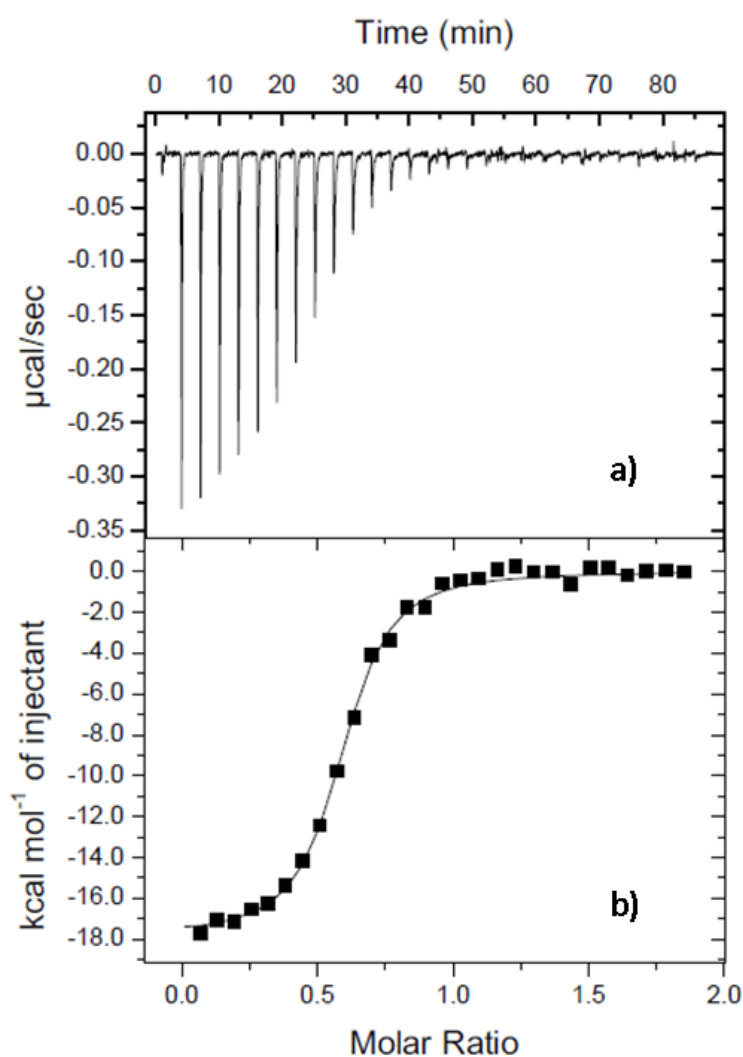 Time (min)
0 10 20 30 40 50 60 70 80
0.00
-0.05
-0.10
-0.15
-0.20
-0.25
-0.30
-0.35
µcal/sec
a)
0.0
-2.0
-4.0
-6.0
-8.0
-10.0
-12.0
-14.0
-16.0
-18.0
kcal mol⁻¹ of injectant
b)
0.0 0.5 1.0 1.5 2.0
Molar Ratio